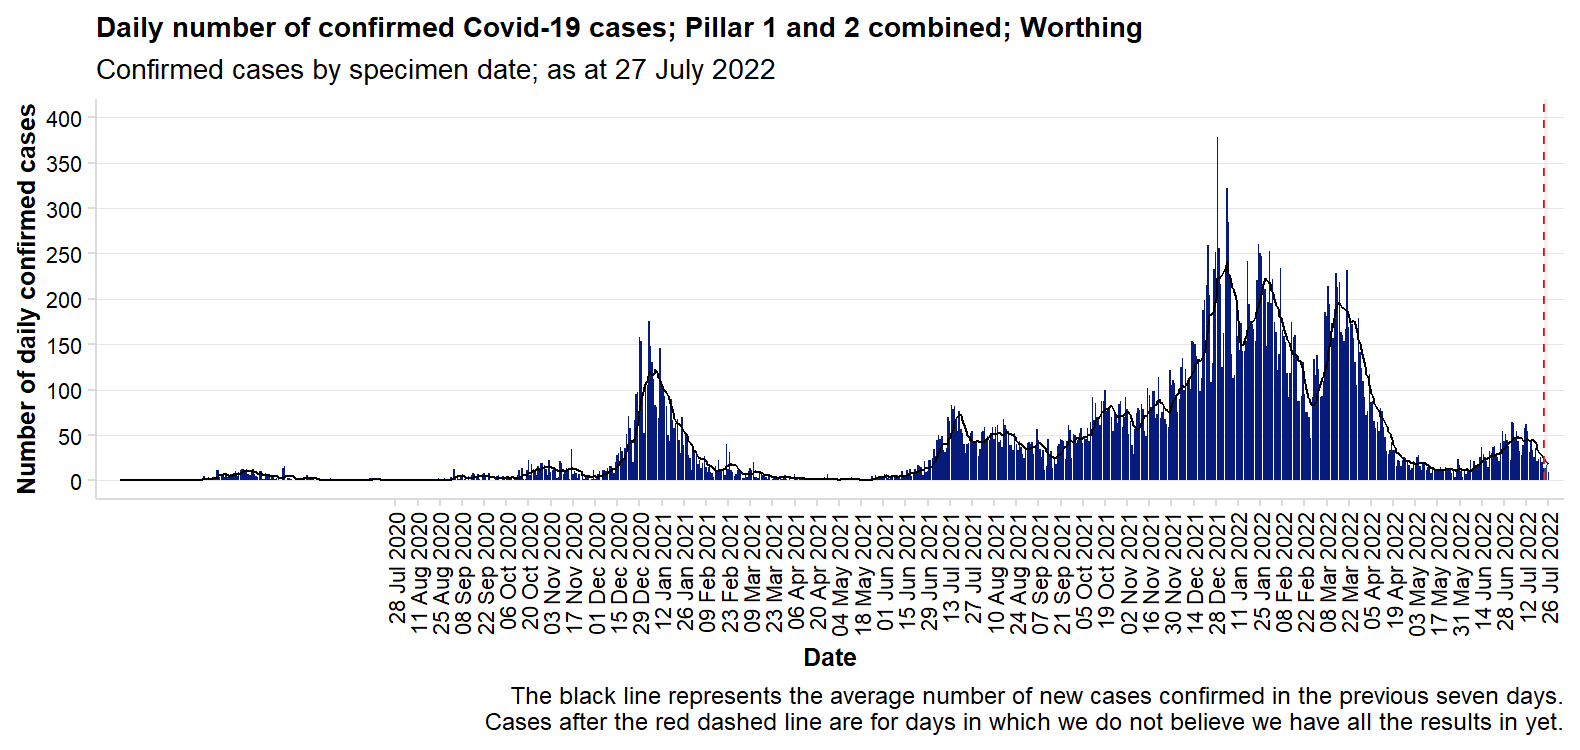 Daily number of confirmed Covid-19 cases; Pillar 1 and 2 combined; Worthing
Confirmed cases by specimen date; as at 27 July 2022
Number of daily confirmed cases
400
350
300
250
200
150
100
50
0
28 Jul 2020
11 Aug 2020
25 Aug 2020
08 Sep 2020
22 Sep 2020
06 Oct 2020
20 Oct 2020
03 Nov 2020
17 Nov 2020
01 Dec 2020
15 Dec 2020
29 Dec 2020
12 Jan 2021
26 Jan 2021
09 Feb 2021
23 Feb 2021
09 Mar 2021
23 Mar 2021
06 Apr 2021
20 Apr 2021
04 May 2021
18 May 2021
01 Jun 2021
15 Jun 2021
29 Jun 2021
13 Jul 2021
27 Jul 2021
10 Aug 2021
24 Aug 2021
07 Sep 2021
21 Sep 2021
05 Oct 2021
19 Oct 2021
02 Nov 2021
16 Nov 2021
30 Nov 2021
14 Dec 2021
28 Dec 2021
11 Jan 2022
25 Jan 2022
08 Feb 2022
22 Feb 2022
08 Mar 2022
22 Mar 2022
05 Apr 2022
19 Apr 2022
03 May 2022
17 May 2022
31 May 2022
14 Jun 2022
28 Jun 2022
12 Jul 2022
26 Jul 2022
Date
The black line represents the average number of new cases confirmed in the previous seven days.
Cases after the red dashed line are for days in which we do not believe we have all the results in yet.